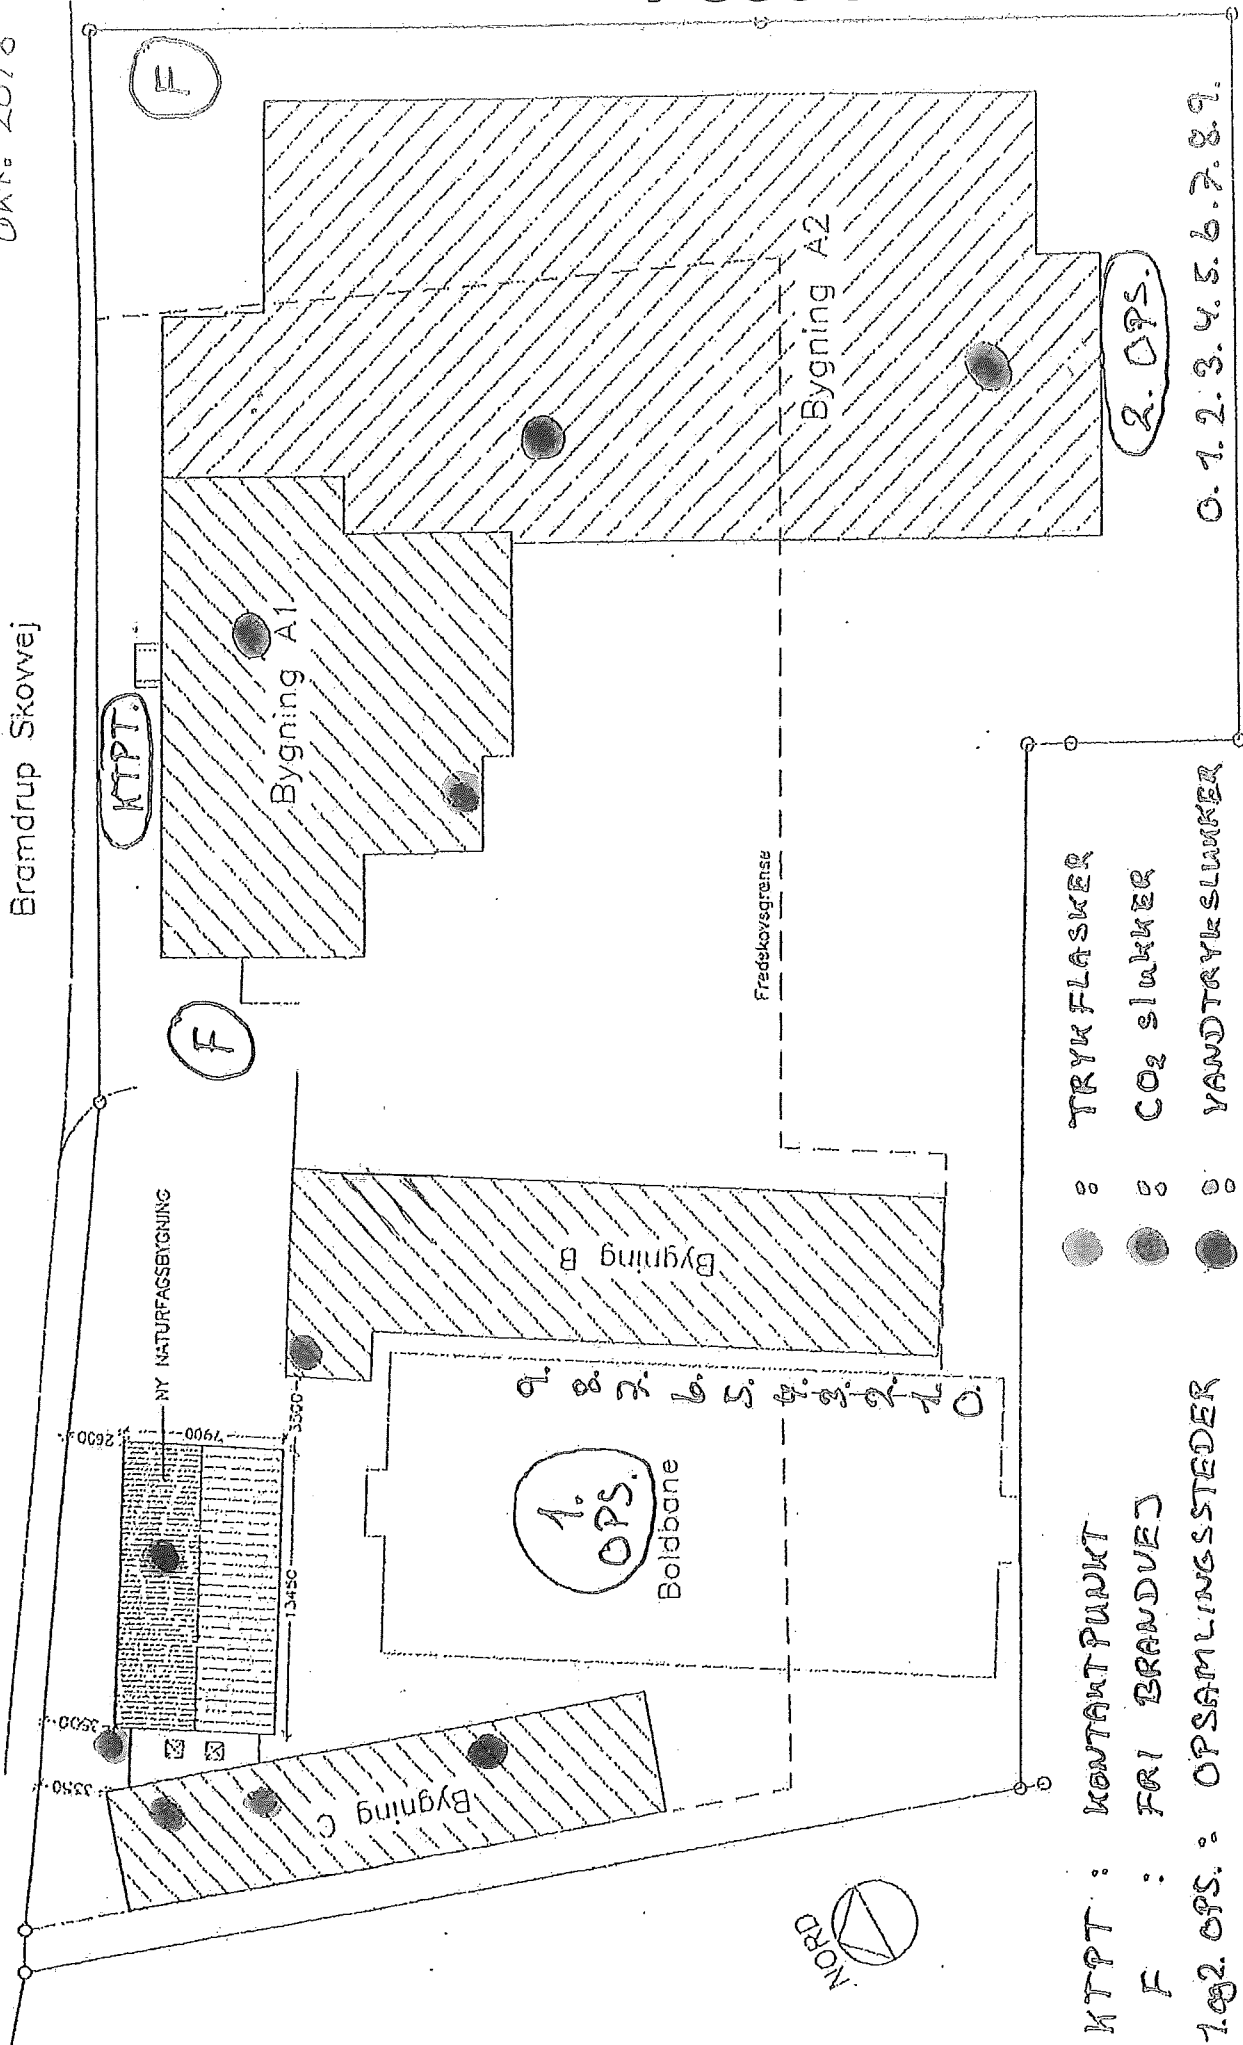 Bramdrup Skovvej
F
KTPT.
F
NY NATURFAGSBYGNING
2600
7900
3500
3350
3500
13450
Bygning A1
Bygning A2
Bygning B
Bygning C
1.
OPS.
Boldbane
9.
8.
7.
6.
5.
4.
3.
2.
1.
0.
Fredskovsgrense
2. OPS.
0. 1. 2. 3. 4. 5. 6. 7. 8. 9.
NORD
KTPT : KONTAKTPUNKT
F : FRI BRANDVEJ
1. og 2. OPS. : OPSAMLINGSSTEDER
: TRYKFLASKER
: CO2 slukker
: VANDTRYKSLUKKER